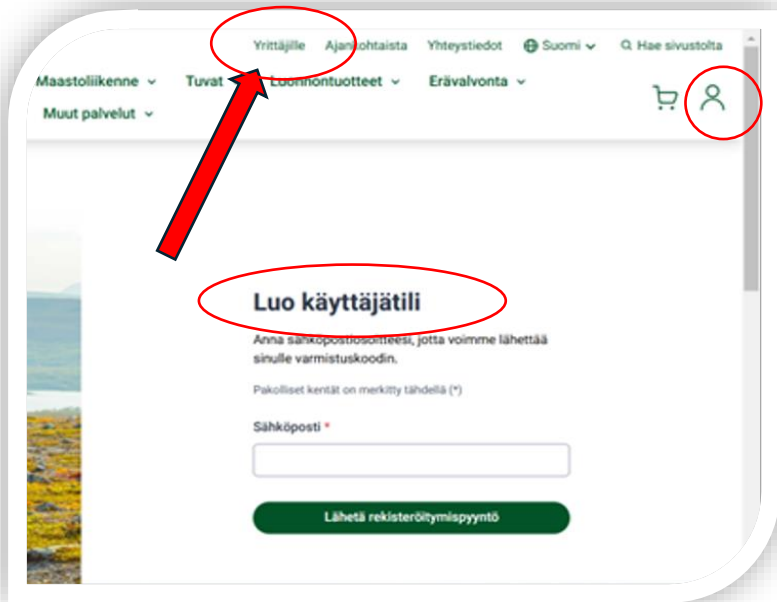 Yrittäjille Ajankohtaista Yhteystiedot Suomi Hae sivustolta
Maastoliikenne Tuvat Luonnontuotteet Erävalvonta
Muut palvelut
Luo käyttäjätili
Anna sähköpostiosoitteesi, jotta voimme lähettää
sinulle varmistuskoodin.
Pakolliset kentät on merkitty tähdellä (*)
Sähköposti *
Lähetä rekisteröitymispyyntö